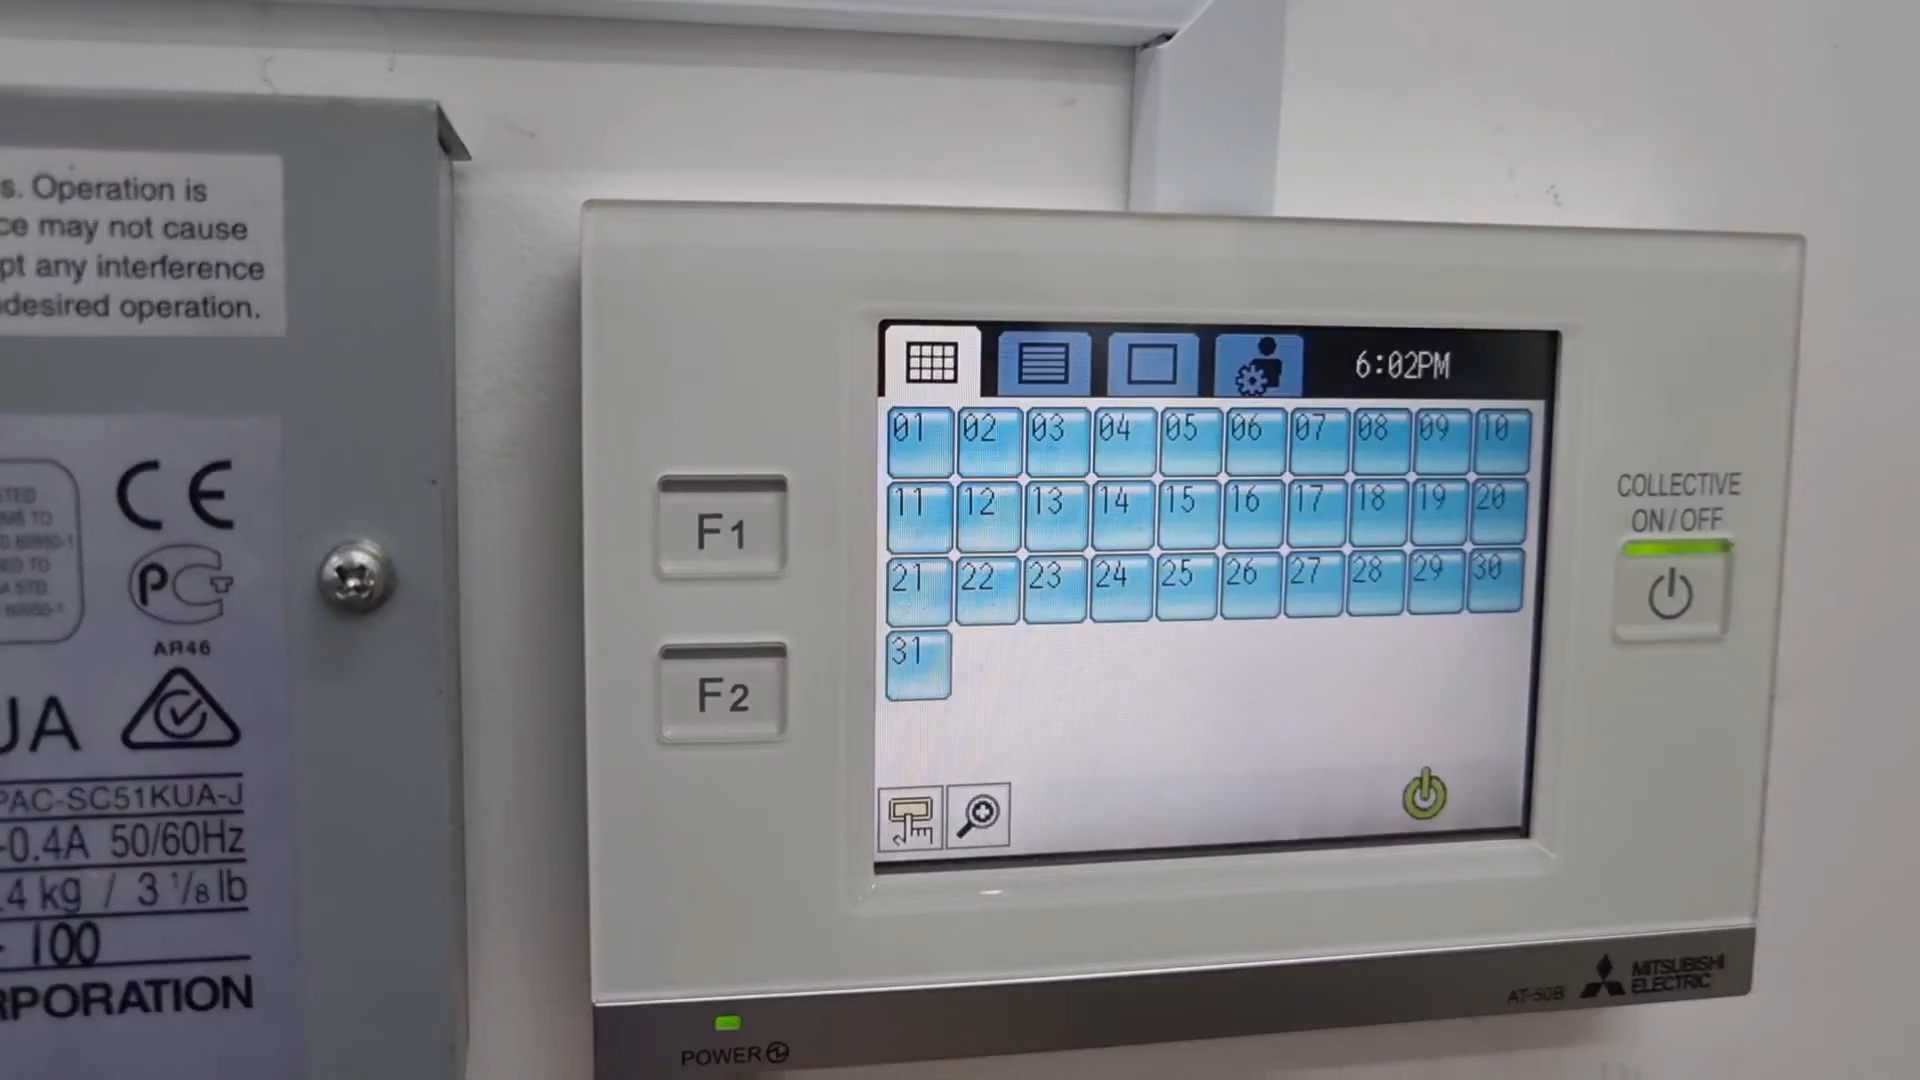 s. Operation is
ce may not cause
pt any interference
desired operation.
CE
AR46
UA
PAC-SC51KUA-J
-0.4A 50/60Hz
.4 kg / 3 1/8 lb
100
RPORATION
F1
F2
6:02PM
01 02 03 04 05 06 07 08 09 10
11 12 13 14 15 16 17 18 19 20
21 22 23 24 25 26 27 28 29 30
31
COLLECTIVE
ON/OFF
POWER
AT-50B
MITSUBISHI
ELECTRIC